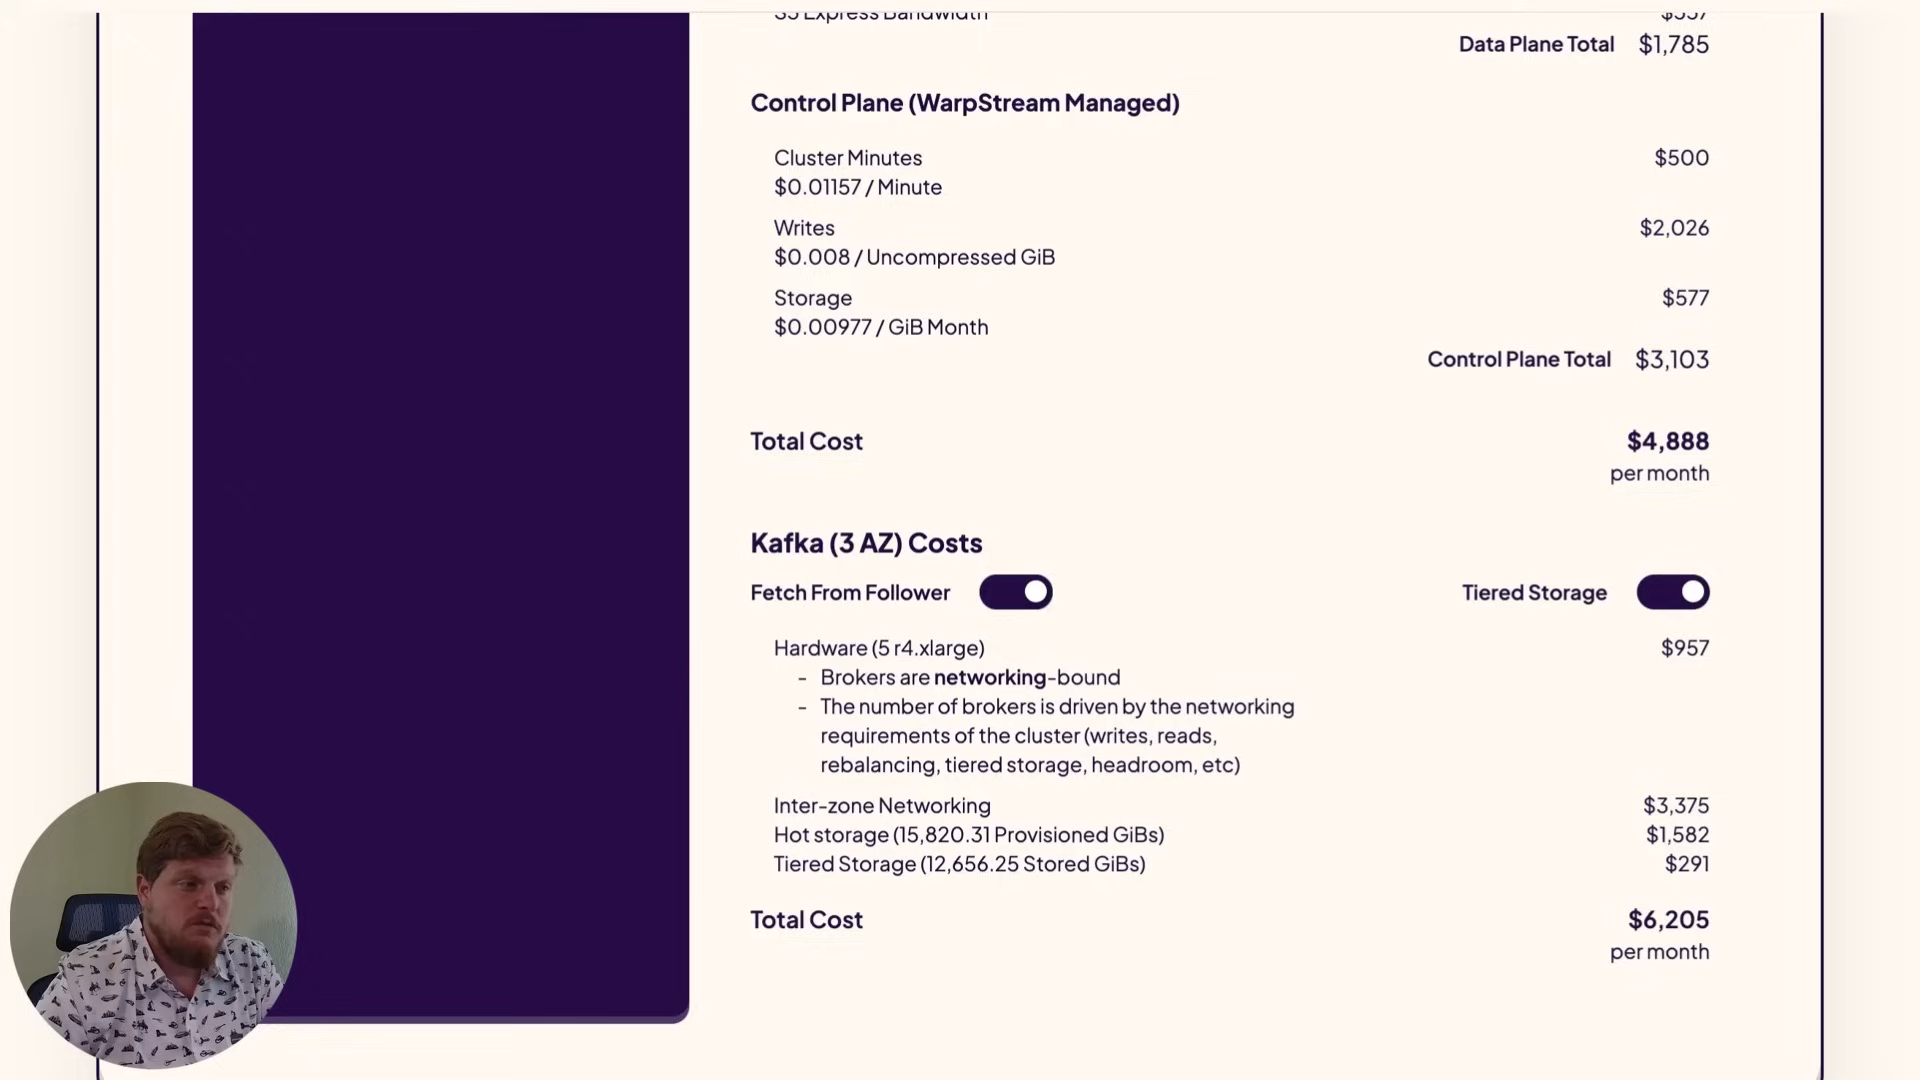 S3 Express Bandwidth $357
Data Plane Total $1,785
Control Plane (WarpStream Managed)
Cluster Minutes $500
$0.01157 / Minute
Writes $2,026
$0.008 / Uncompressed GiB
Storage $577
$0.00977 / GiB Month
Control Plane Total $3,103
Total Cost $4,888
per month
Kafka (3 AZ) Costs
Fetch From Follower Tiered Storage
Hardware (5 r4.xlarge) $957
- Brokers are networking-bound
- The number of brokers is driven by the networking
requirements of the cluster (writes, reads,
rebalancing, tiered storage, headroom, etc)
Inter-zone Networking $3,375
Hot storage (15,820.31 Provisioned GiBs) $1,582
Tiered Storage (12,656.25 Stored GiBs) $291
Total Cost $6,205
per month